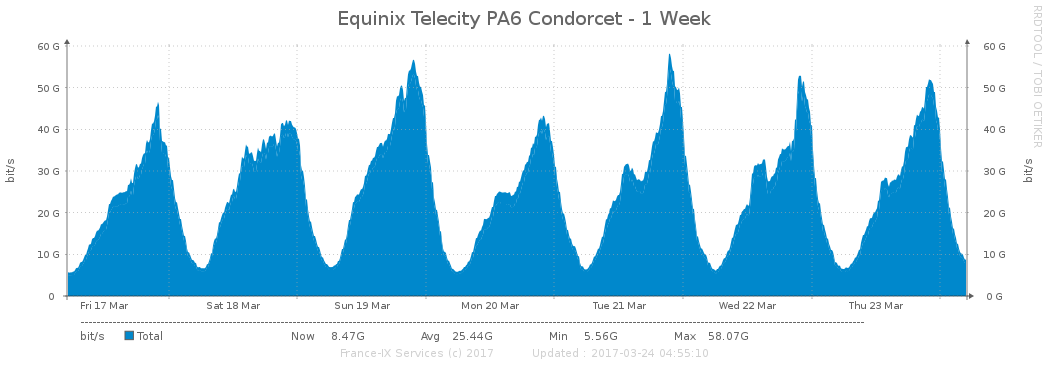 Equinix Telecity PA6 Condorcet - 1 Week
RRDTOOL / TOBI OETIKER
bit/s
60 G
50 G
40 G
30 G
20 G
10 G
0
60 G
50 G
40 G
30 G
20 G
10 G
0 G
bit/s
Fri 17 Mar Sat 18 Mar Sun 19 Mar Mon 20 Mar Tue 21 Mar Wed 22 Mar Thu 23 Mar
bit/s Total Now 8.47G Avg 25.44G Min 5.56G Max 58.07G
France-IX Services (c) 2017 Updated : 2017-03-24 04:55:10